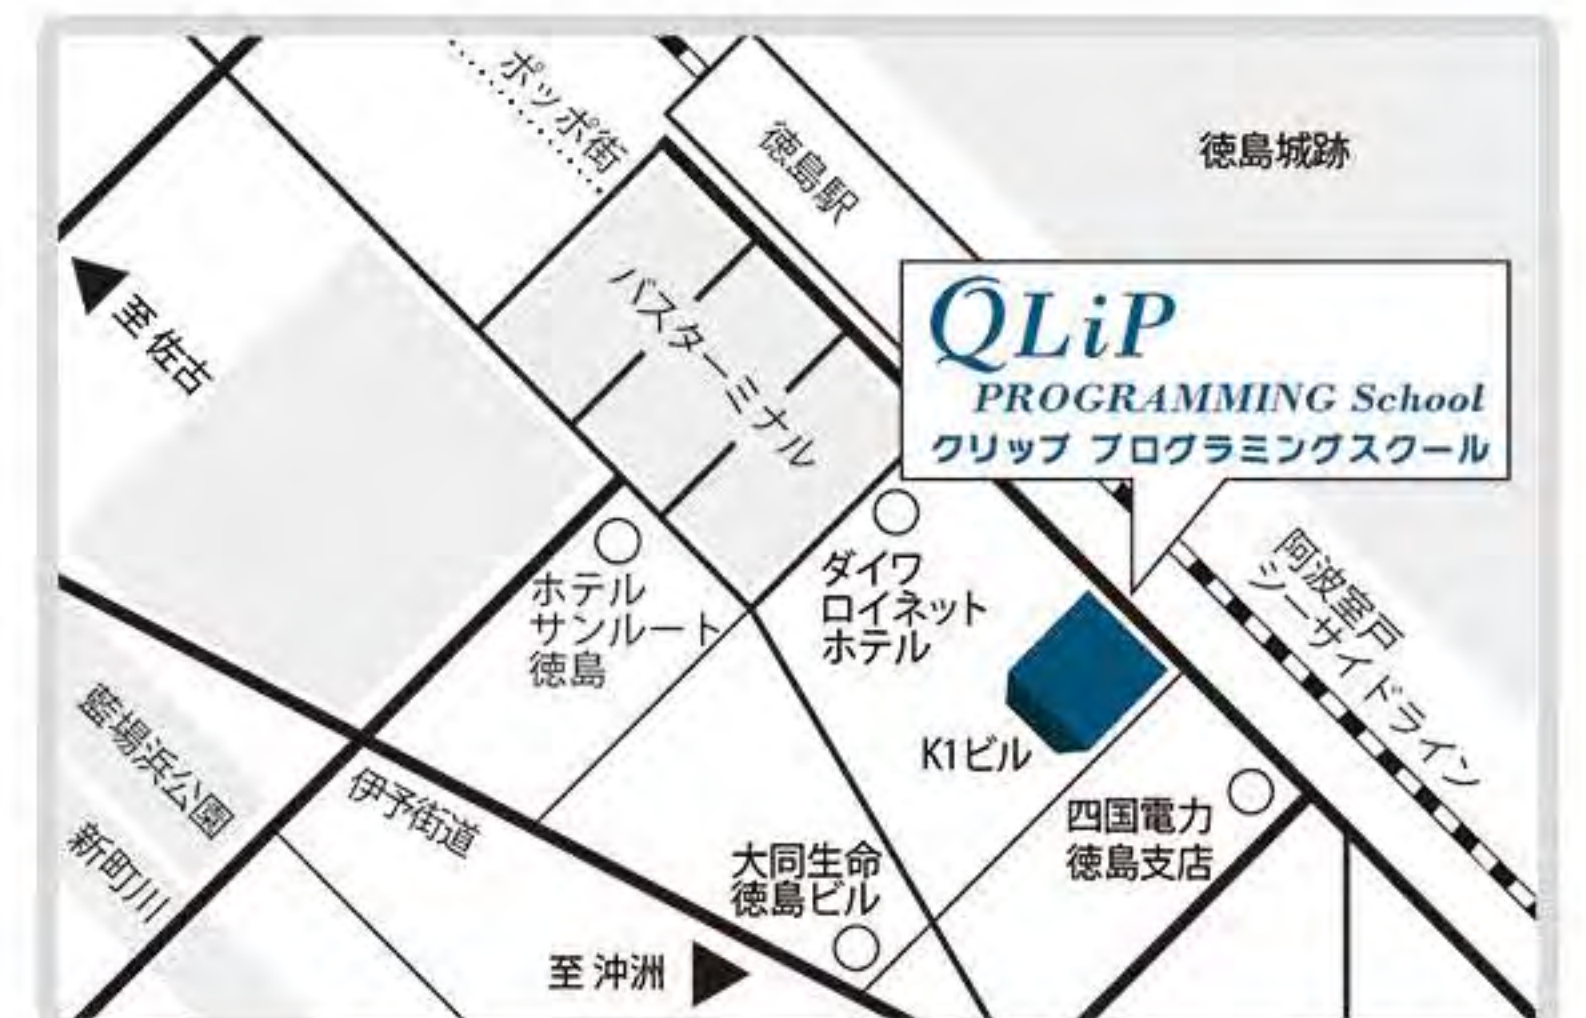 ポッポ街
徳島駅
徳島城跡
至 佐古
バスターミナル
QLiP
PROGRAMMING School
クリップ プログラミングスクール
ホテル
サンルート
徳島
ダイワ
ロイネット
ホテル
阿波室戸
シーサイドライン
K1ビル
藍場浜公園
新町川
伊予街道
四国電力
徳島支店
大同生命
徳島ビル
至 沖洲